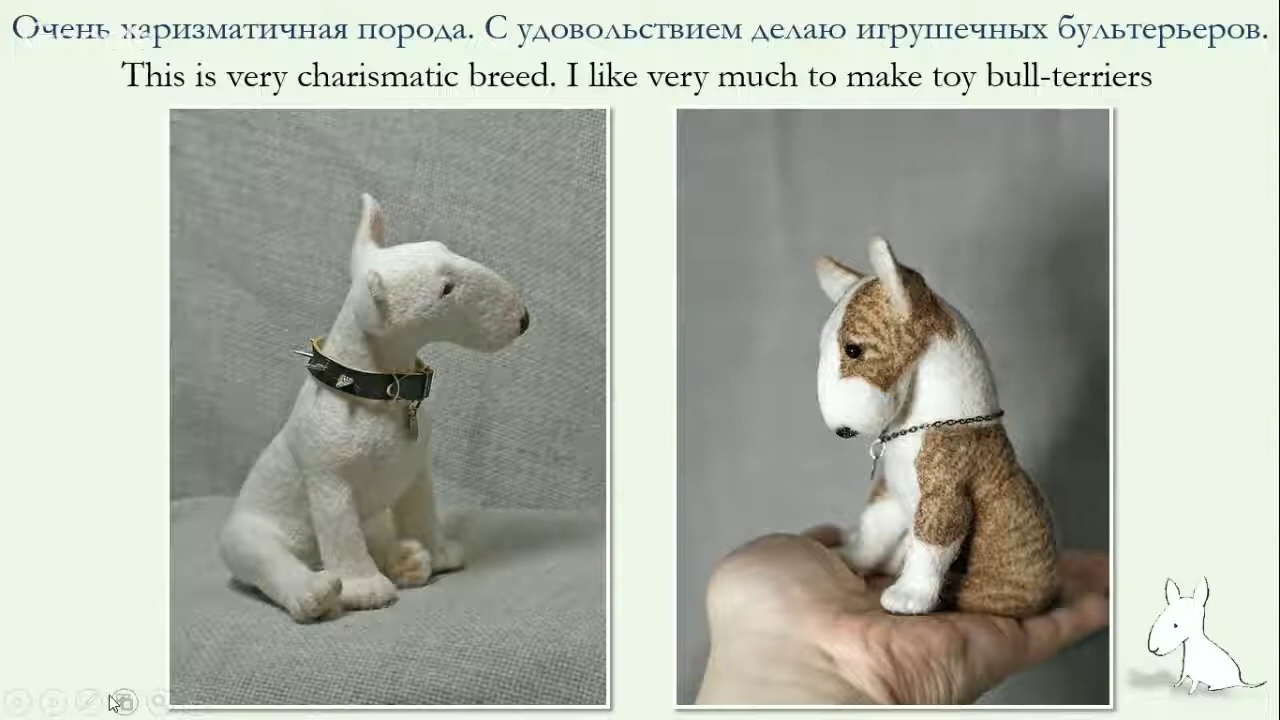 Очень харизматичная порода. С удовольствием делаю игрушечных бультерьеров.
This is very charismatic breed. I like very much to make toy bull-terriers